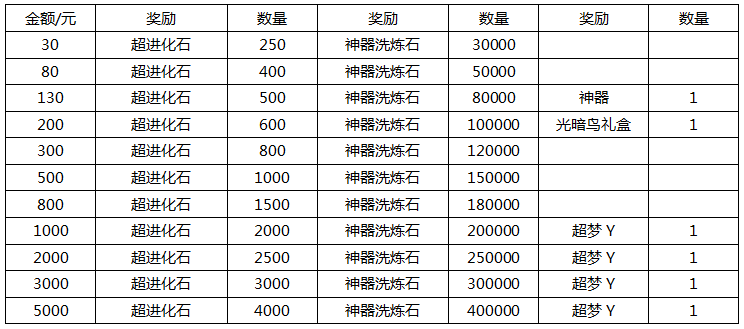 金额/元 奖励 数量 奖励 数量 奖励 数量
30 超进化石 250 神器洗炼石 30000
80 超进化石 400 神器洗炼石 50000
130 超进化石 500 神器洗炼石 80000 神器 1
200 超进化石 600 神器洗炼石 100000 光暗鸟礼盒 1
300 超进化石 800 神器洗炼石 120000
500 超进化石 1000 神器洗炼石 150000
800 超进化石 1500 神器洗炼石 180000
1000 超进化石 2000 神器洗炼石 200000 超梦 Y 1
2000 超进化石 2500 神器洗炼石 250000 超梦 Y 1
3000 超进化石 3000 神器洗炼石 300000 超梦 Y 1
5000 超进化石 4000 神器洗炼石 400000 超梦 Y 1